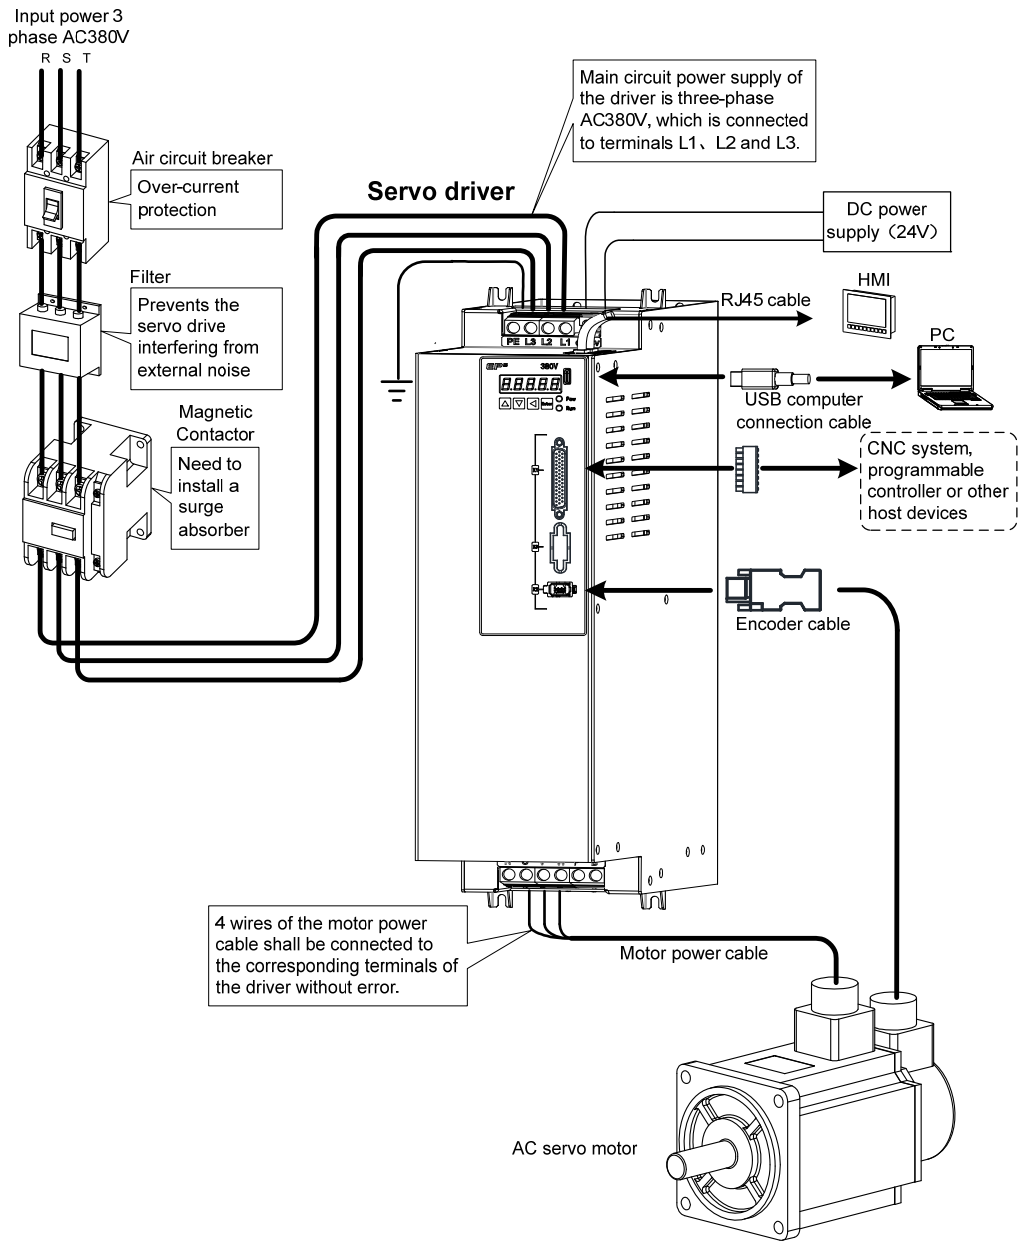 Input power 3
phase AC380V
R S T
Air circuit breaker
Over-current
protection
Filter
Prevents the
servo drive
interfering from
external noise
Magnetic
Contactor
Need to
install a
surge
absorber
Servo driver
Main circuit power supply of
the driver is three-phase
AC380V, which is connected
to terminals L1、L2 and L3.
DC power
supply（24V）
HMI
RJ45 cable
PC
USB computer
connection cable
CNC system,
programmable
controller or other
host devices
Encoder cable
PE L3 L2 L1
380V
Pow
Run
Enter
4 wires of the motor power
cable shall be connected to
the corresponding terminals of
the driver without error.
Motor power cable
AC servo motor